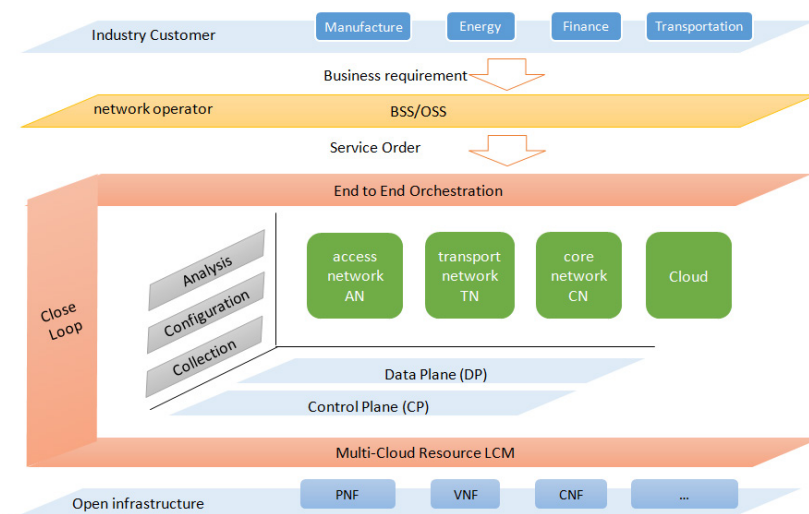 Industry Customer
Manufacture
Energy
Finance
Transportation
Business requirement
network operator
BSS/OSS
Service Order
End to End Orchestration
Close
Loop
Analysis
Configuration
Collection
access
network
AN
transport
network
TN
core
network
CN
Cloud
Data Plane (DP)
Control Plane (CP)
Multi-Cloud Resource LCM
Open infrastructure
PNF
VNF
CNF
...